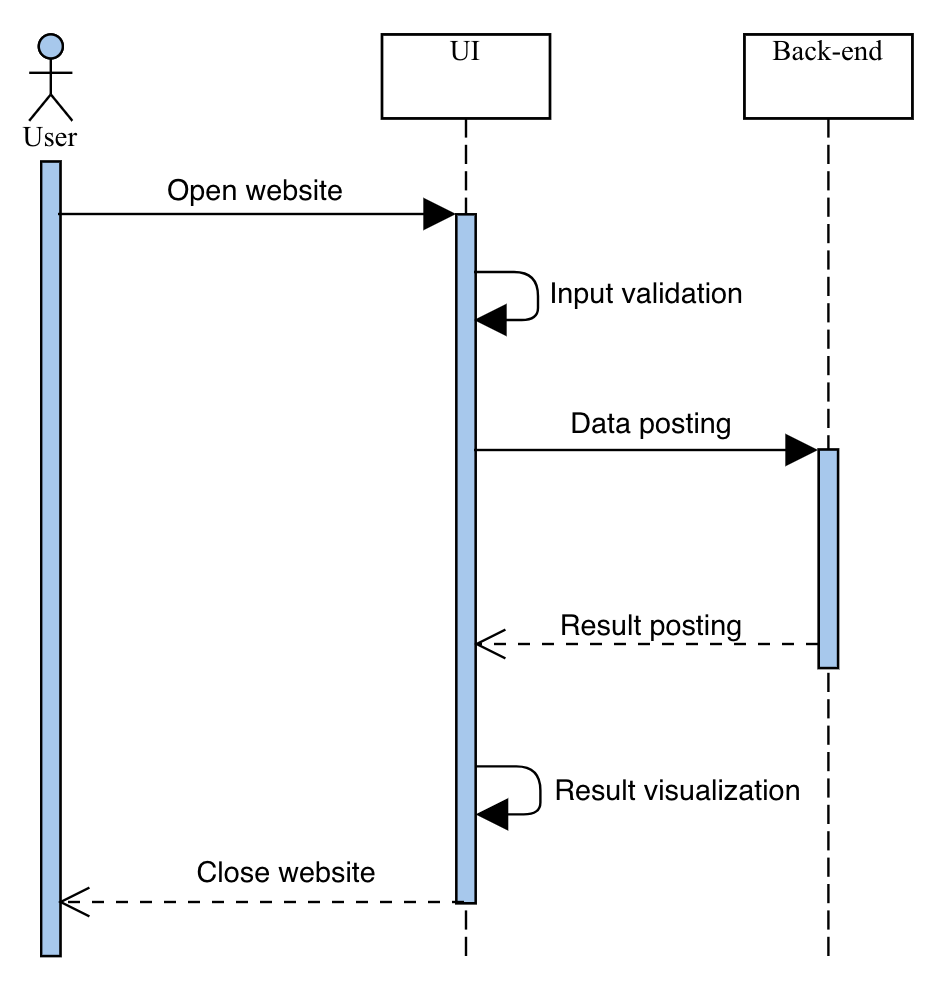 User
UI
Back-end
Open website
Input validation
Data posting
Result posting
Result visualization
Close website